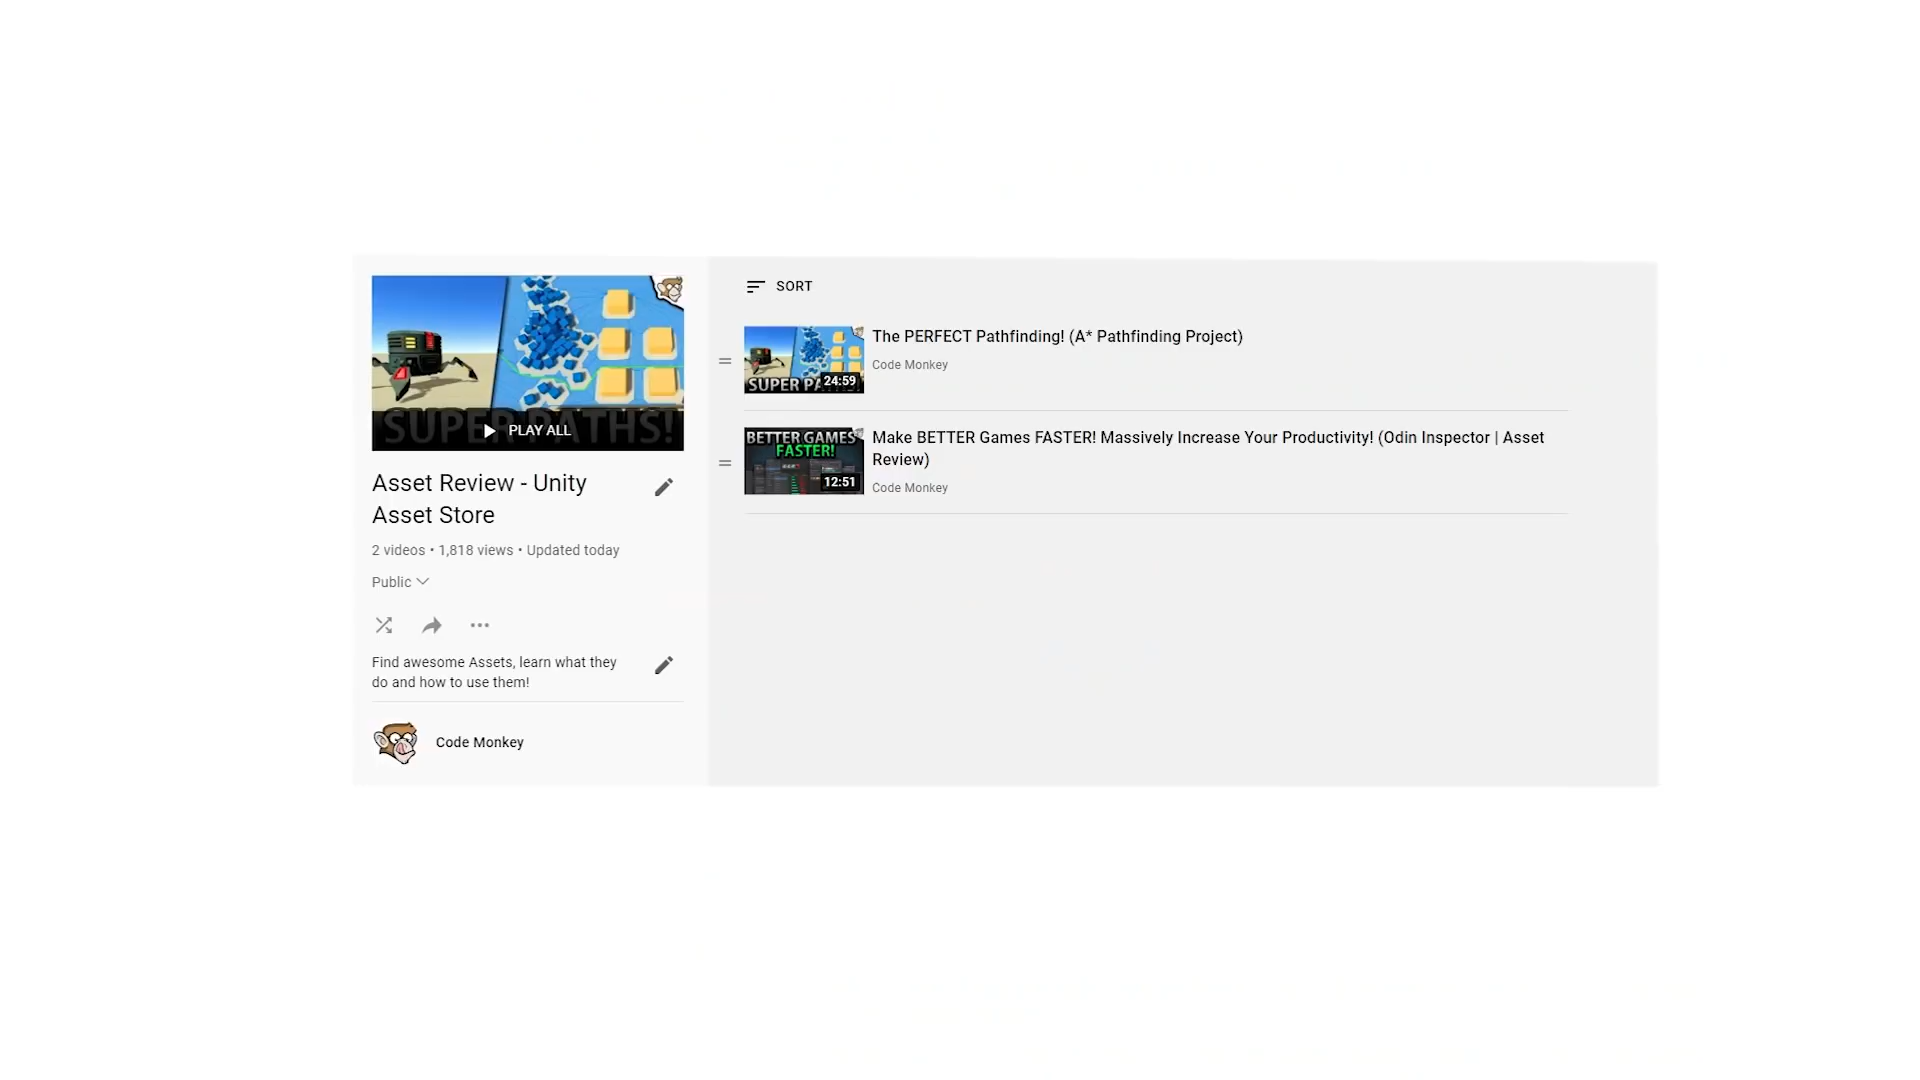 SUPER PATHS!
PLAY ALL
Asset Review - Unity
Asset Store
2 videos • 1,818 views • Updated today
Public
Find awesome Assets, learn what they
do and how to use them!
Code Monkey
SORT
SUPER PA
24:59
The PERFECT Pathfinding! (A* Pathfinding Project)
Code Monkey
BETTER GAMES
FASTER!
12:51
Make BETTER Games FASTER! Massively Increase Your Productivity! (Odin Inspector | Asset
Review)
Code Monkey